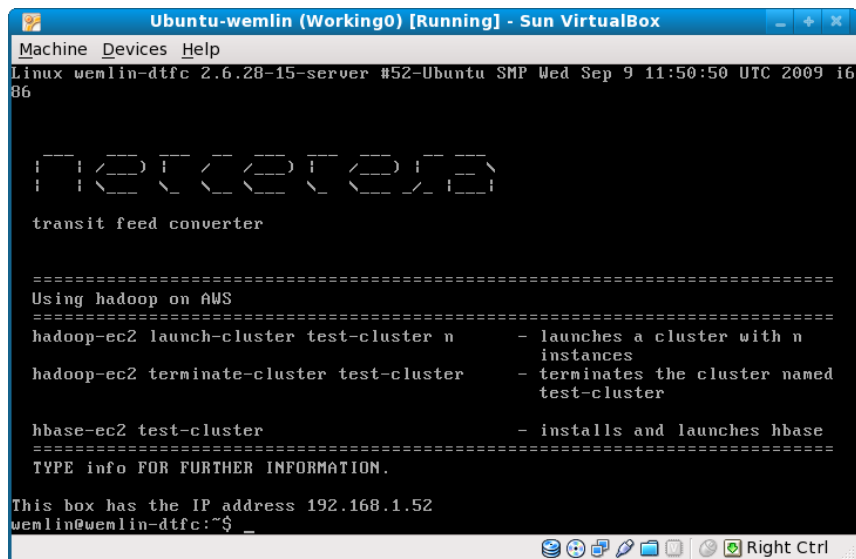 Ubuntu-wemlin (Working0) [Running] - Sun VirtualBox
Machine Devices Help
Linux wemlin-dtfc 2.6.28-15-server #52-Ubuntu SMP Wed Sep 9 11:50:50 UTC 2009 i6
86
netcetera
transit feed converter
================================================================================
Using hadoop on AWS
================================================================================
hadoop-ec2 launch-cluster test-cluster n - launches a cluster with n
instances
hadoop-ec2 terminate-cluster test-cluster - terminates the cluster named
test-cluster
hbase-ec2 test-cluster - installs and launches hbase
================================================================================
TYPE info FOR FURTHER INFORMATION.
This box has the IP address 192.168.1.52
wemlin@wemlin-dtfc:~$ _
Right Ctrl